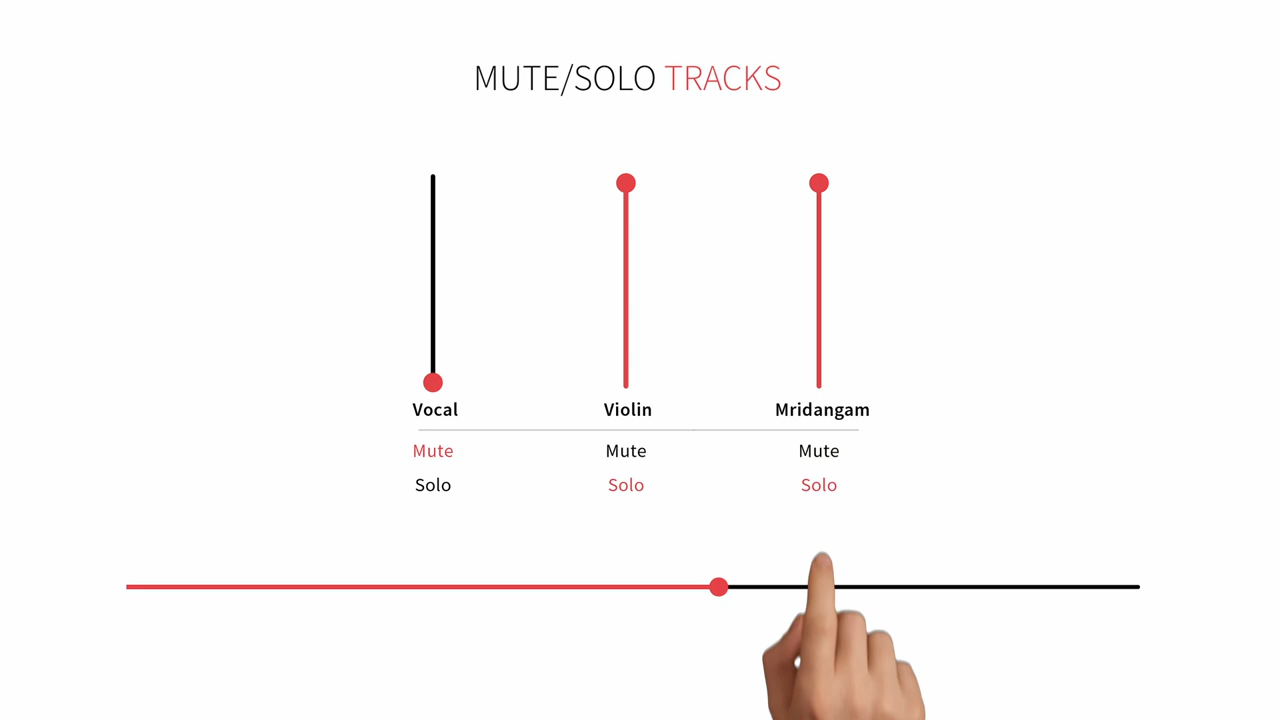 MUTE/SOLO TRACKS
Vocal Violin Mridangam
Mute Mute Mute
Solo Solo Solo